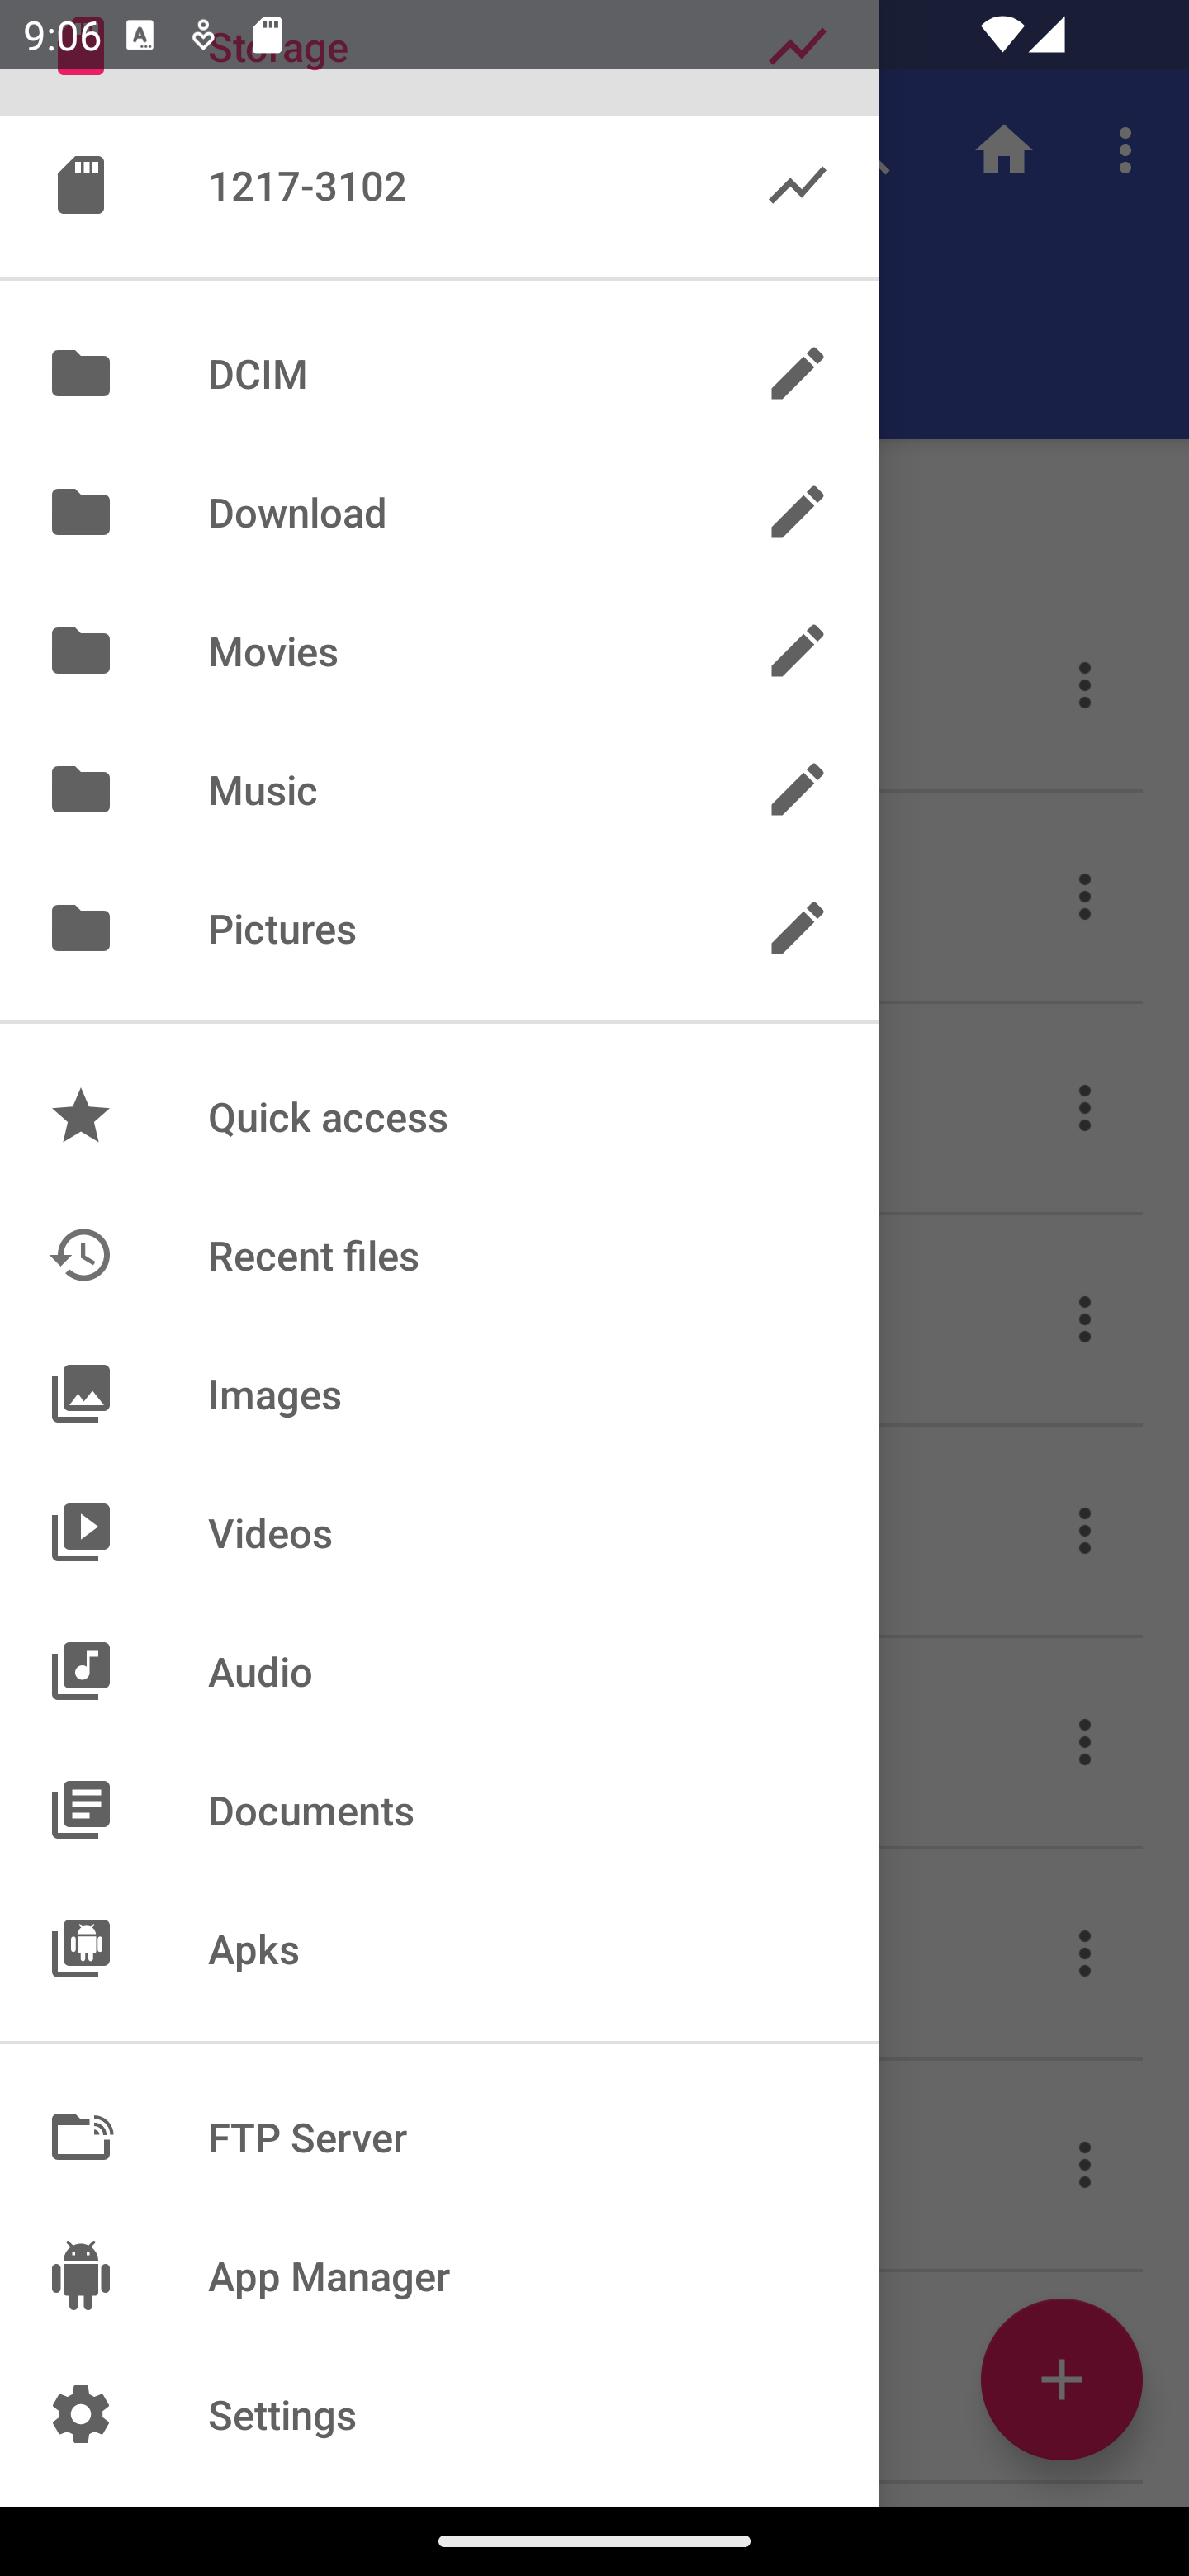 9:06
Storage
1217-3102
DCIM
Download
Movies
Music
Pictures
Quick access
Recent files
Images
Videos
Audio
Documents
Apks
FTP Server
App Manager
Settings